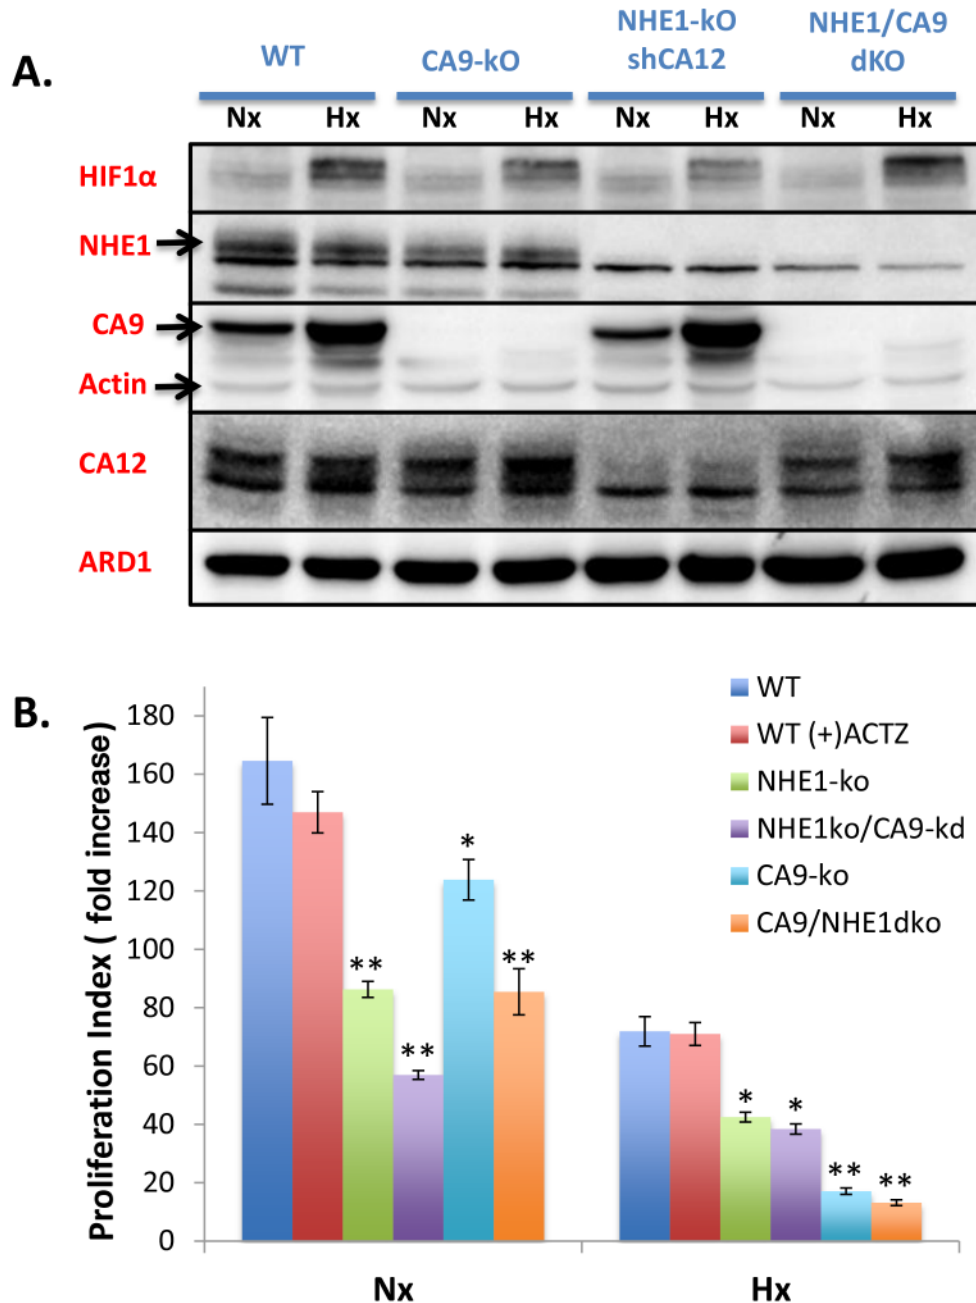 A.
WT
CA9-kO
NHE1-kO
shCA12
NHE1/CA9
dKO
Nx Hx Nx Hx Nx Hx Nx Hx
HIF1α
NHE1
CA9
Actin
CA12
ARD1
B.
Proliferation Index ( fold increase)
180
160
140
120
100
80
60
40
20
0
**
**
*
**
*
*
**
**
WT
WT (+)ACTZ
NHE1-ko
NHE1ko/CA9-kd
CA9-ko
CA9/NHE1dko
Nx Hx